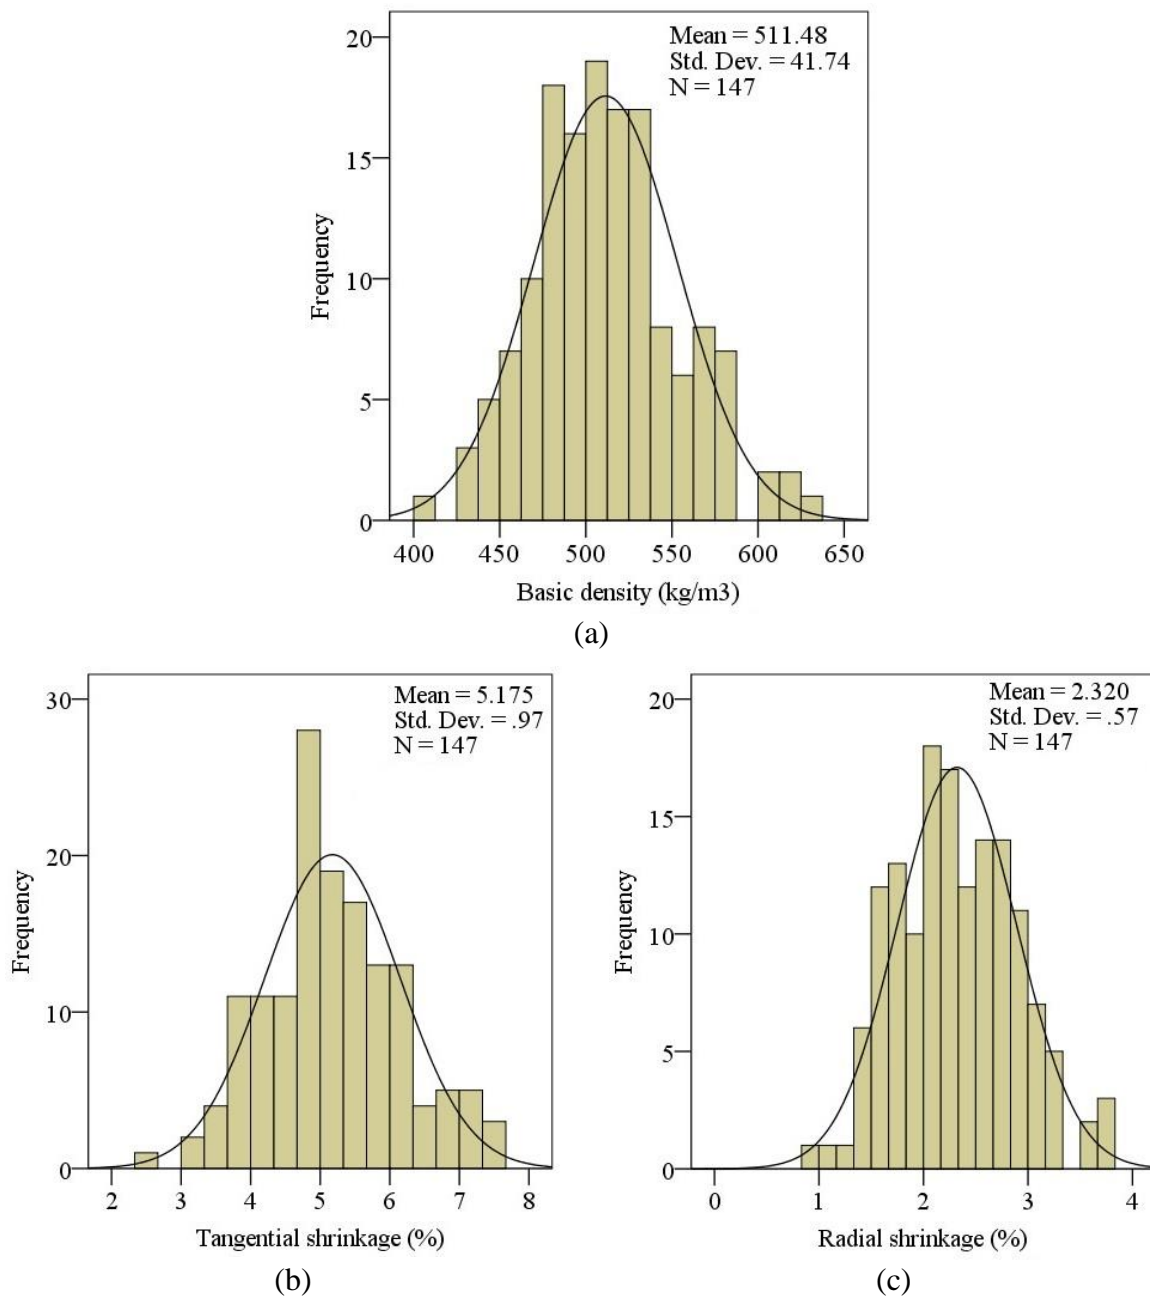 Mean = 511.48
Std. Dev. = 41.74
N = 147
20
15
10
5
0
Frequency
400 450 500 550 600 650
Basic density (kg/m3)
(a)
Mean = 5.175
Std. Dev. = .97
N = 147
30
20
10
0
Frequency
2 3 4 5 6 7 8
Tangential shrinkage (%)
(b)
Mean = 2.320
Std. Dev. = .57
N = 147
20
15
10
5
0
Frequency
0 1 2 3 4
Radial shrinkage (%)
(c)